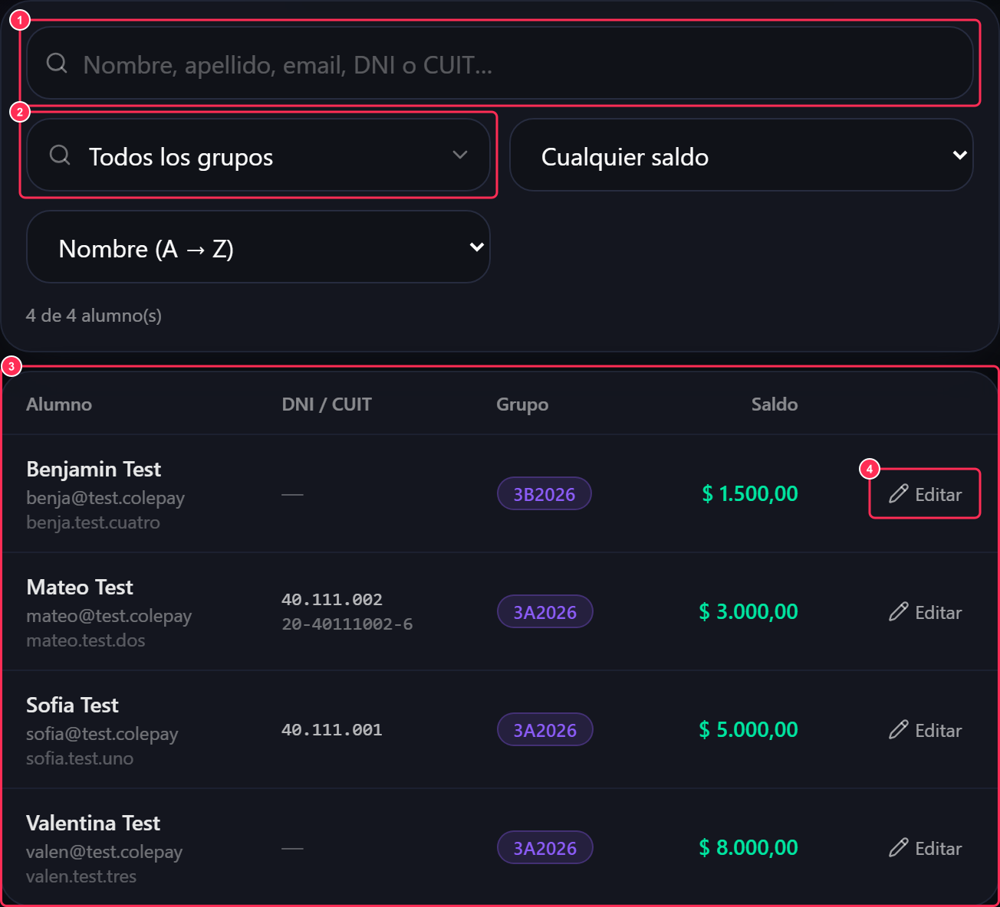 1
Nombre, apellido, email, DNI o CUIT...
2
Todos los grupos
Cualquier saldo
Nombre (A → Z)
4 de 4 alumno(s)
3
Alumno DNI / CUIT Grupo Saldo
Benjamin Test
benja@test.colepay
benja.test.cuatro
—
3B2026
$ 1.500,00
4
Editar
Mateo Test
mateo@test.colepay
mateo.test.dos
40.111.002
20-40111002-6
3A2026
$ 3.000,00
Editar
Sofia Test
sofia@test.colepay
sofia.test.uno
40.111.001
3A2026
$ 5.000,00
Editar
Valentina Test
valen@test.colepay
valen.test.tres
—
3A2026
$ 8.000,00
Editar